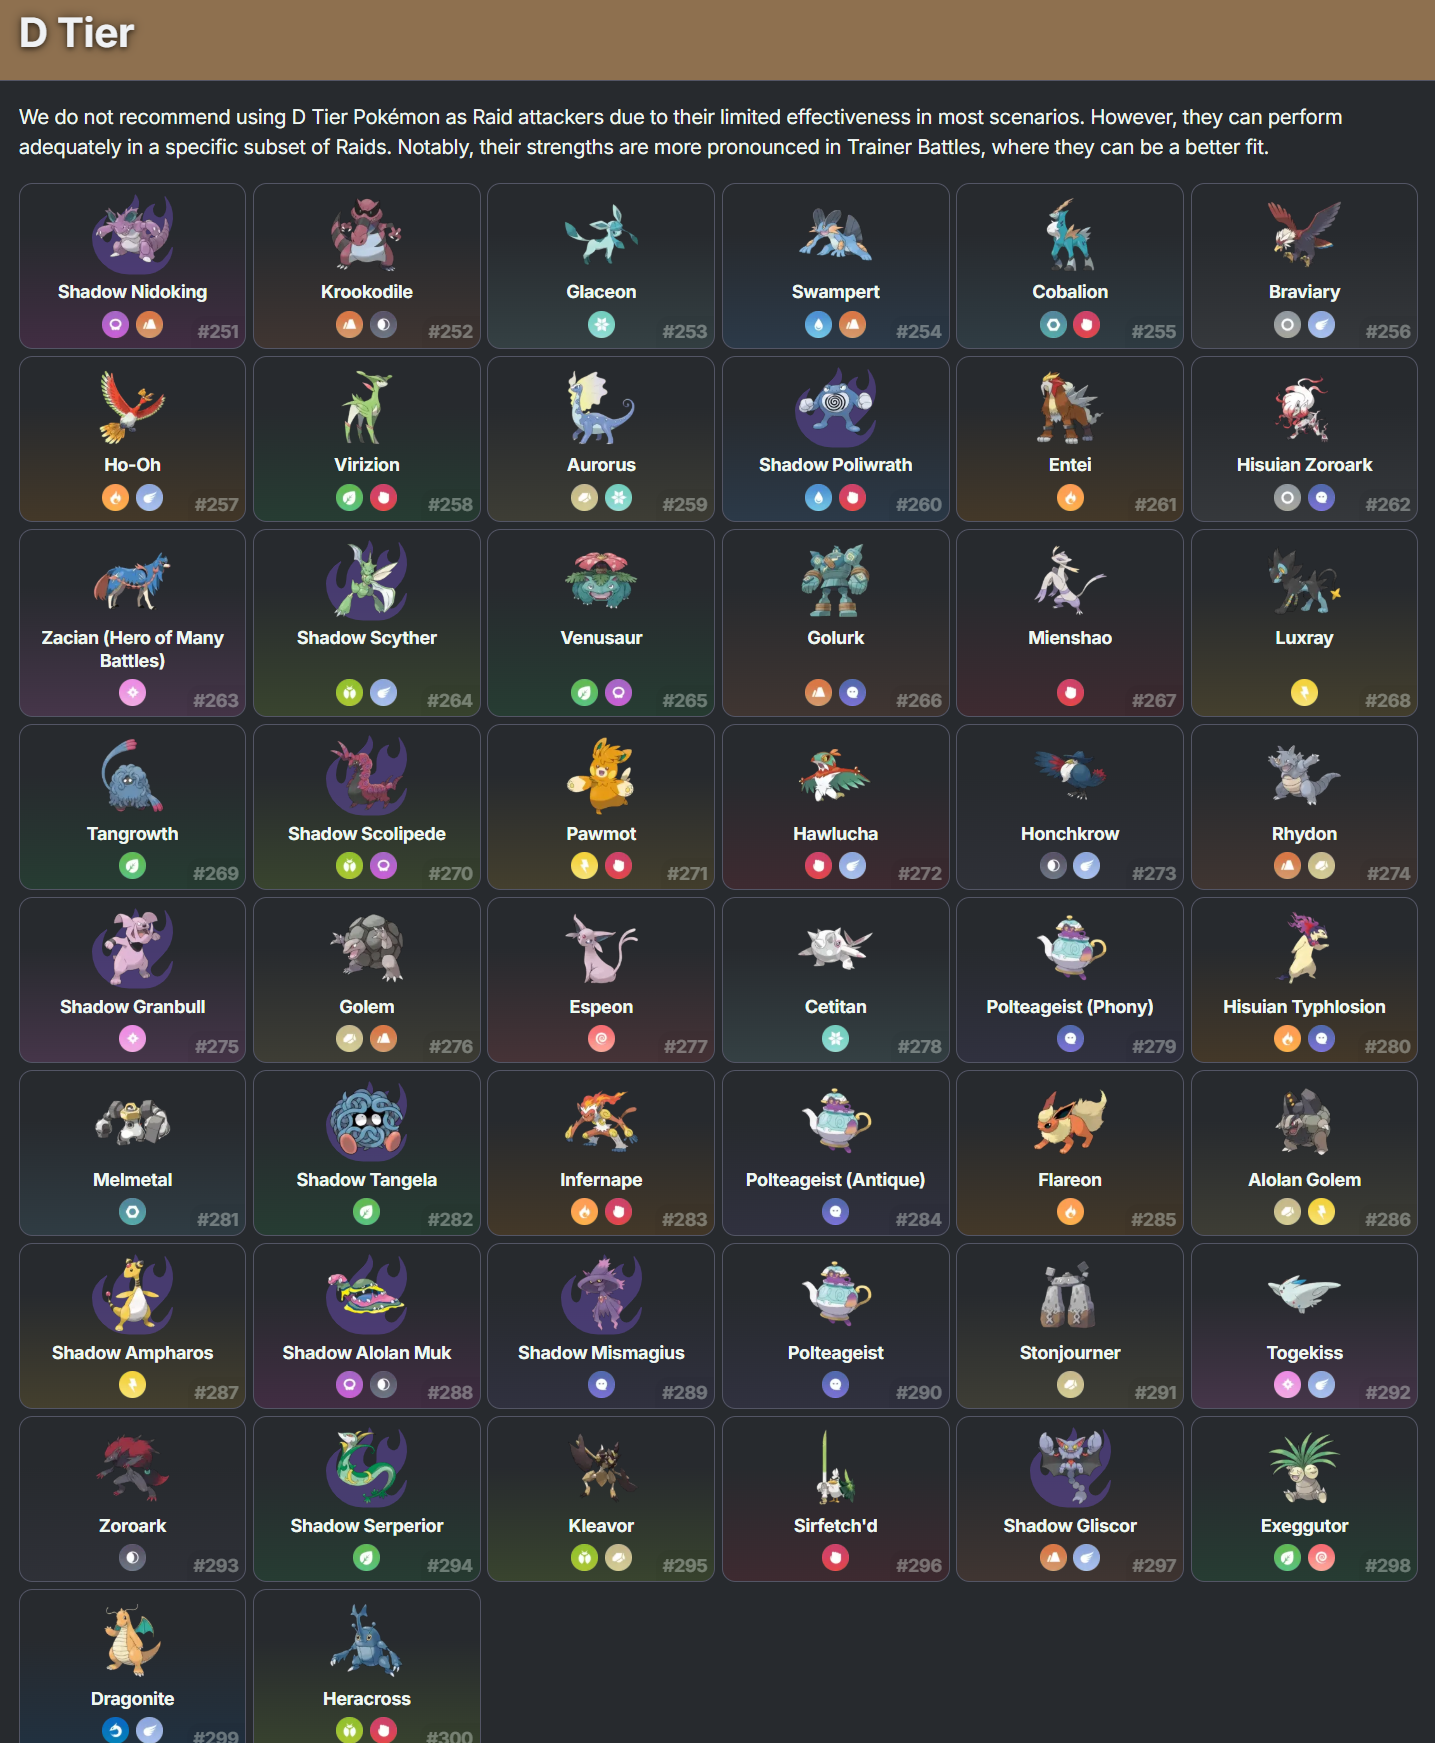 D Tier
We do not recommend using D Tier Pokémon as Raid attackers due to their limited effectiveness in most scenarios. However, they can perform
adequately in a specific subset of Raids. Notably, their strengths are more pronounced in Trainer Battles, where they can be a better fit.
Shadow Nidoking
#251
Krookodile
#252
Glaceon
#253
Swampert
#254
Cobalion
#255
Braviary
#256
Ho-Oh
#257
Virizion
#258
Aurorus
#259
Shadow Poliwrath
#260
Entei
#261
Hisuian Zoroark
#262
Zacian (Hero of Many
Battles)
#263
Shadow Scyther
#264
Venusaur
#265
Golurk
#266
Mienshao
#267
Luxray
#268
Tangrowth
#269
Shadow Scolipede
#270
Pawmot
#271
Hawlucha
#272
Honchkrow
#273
Rhydon
#274
Shadow Granbull
#275
Golem
#276
Espeon
#277
Cetitan
#278
Polteageist (Phony)
#279
Hisuian Typhlosion
#280
Melmetal
#281
Shadow Tangela
#282
Infernape
#283
Polteageist (Antique)
#284
Flareon
#285
Alolan Golem
#286
Shadow Ampharos
#287
Shadow Alolan Muk
#288
Shadow Mismagius
#289
Polteageist
#290
Stonjourner
#291
Togekiss
#292
Zoroark
#293
Shadow Serperior
#294
Kleavor
#295
Sirfetch'd
#296
Shadow Gliscor
#297
Exeggutor
#298
Dragonite
#299
Heracross
#300